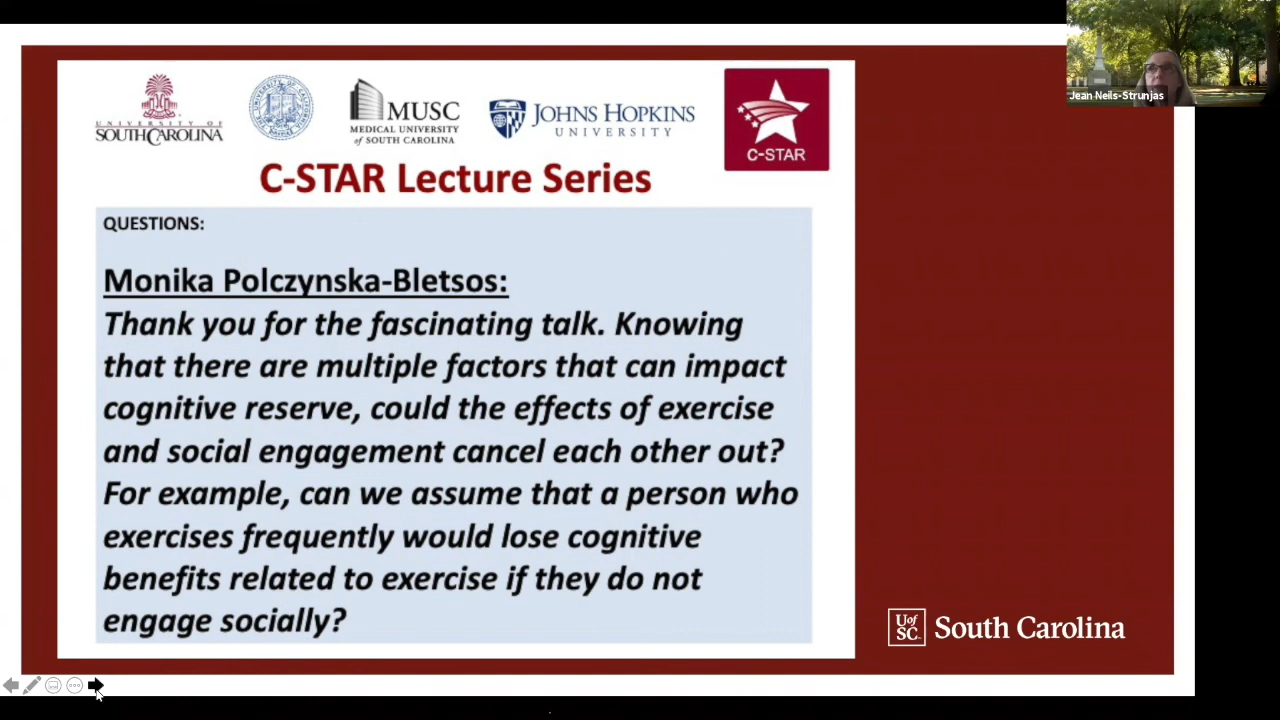 Jean Neils-Strunjas
UNIVERSITY OF
SOUTH CAROLINA
MUSC
MEDICAL UNIVERSITY
of SOUTH CAROLINA
JOHNS HOPKINS
UNIVERSITY
C-STAR
C-STAR Lecture Series
QUESTIONS:
Monika Polczynska-Bletsos:
Thank you for the fascinating talk. Knowing
that there are multiple factors that can impact
cognitive reserve, could the effects of exercise
and social engagement cancel each other out?
For example, can we assume that a person who
exercises frequently would lose cognitive
benefits related to exercise if they do not
engage socially?
UofSC
South Carolina